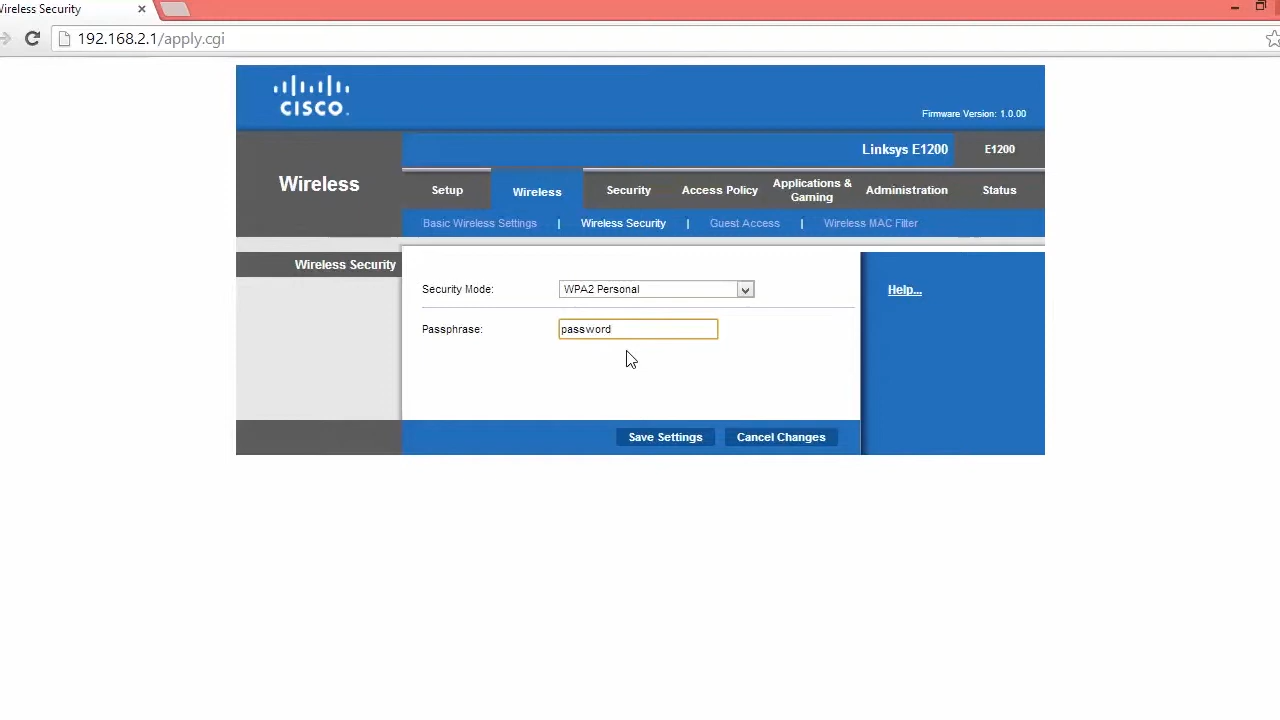 Wireless Security
192.168.2.1/apply.cgi
CISCO.
Firmware Version: 1.0.00
Linksys E1200
E1200
Wireless
Setup
Wireless
Security
Access Policy
Applications &
Gaming
Administration
Status
Basic Wireless Settings | Wireless Security | Guest Access | Wireless MAC Filter
Wireless Security
Security Mode: WPA2 Personal
Help...
Passphrase: password
Save Settings
Cancel Changes